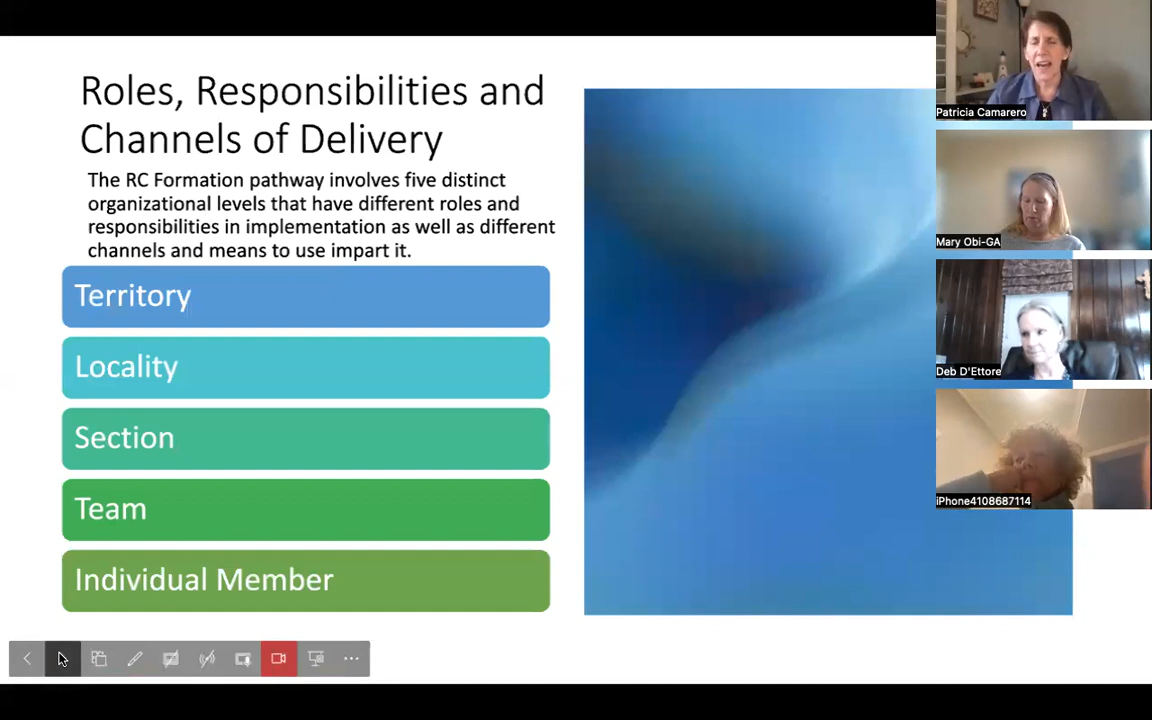 Roles, Responsibilities and
Channels of Delivery
The RC Formation pathway involves five distinct
organizational levels that have different roles and
responsibilities in implementation as well as different
channels and means to use impart it.
Territory
Locality
Section
Team
Individual Member
Patricia Camarero
Mary Obi-GA
Deb D'Ettore
iPhone4108687114